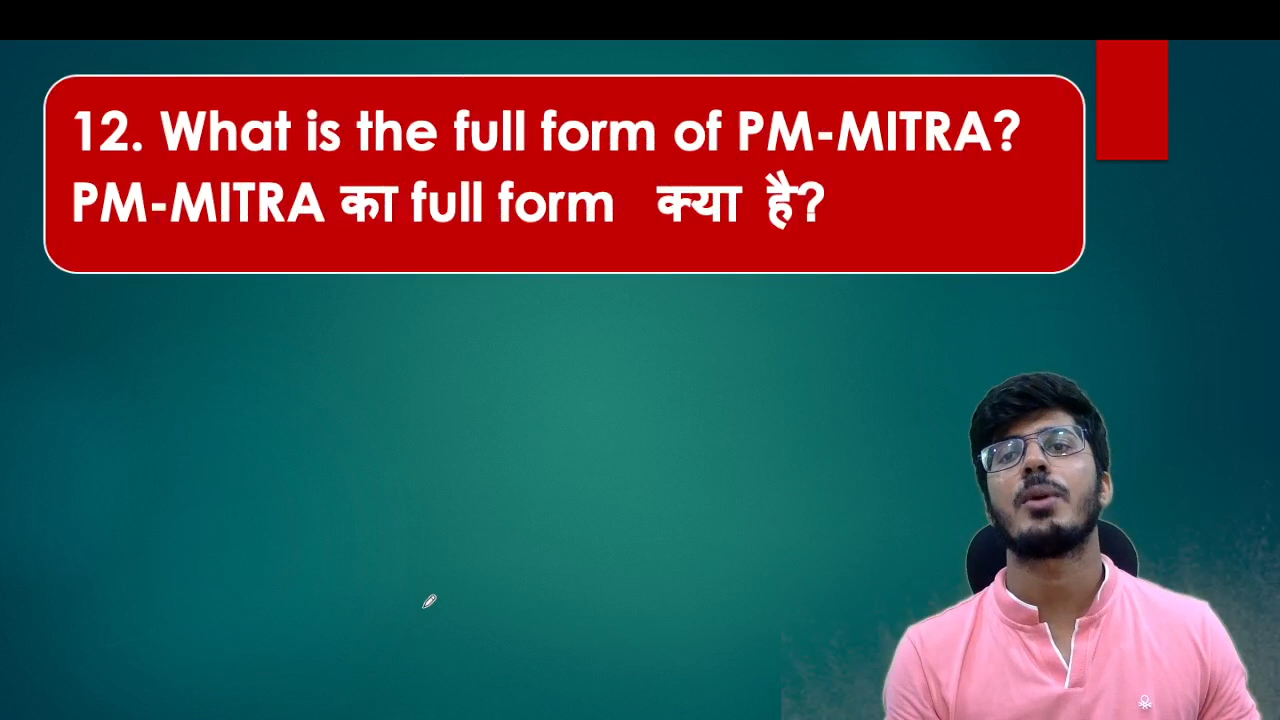 12. What is the full form of PM-MITRA?
PM-MITRA का full form क्या है?